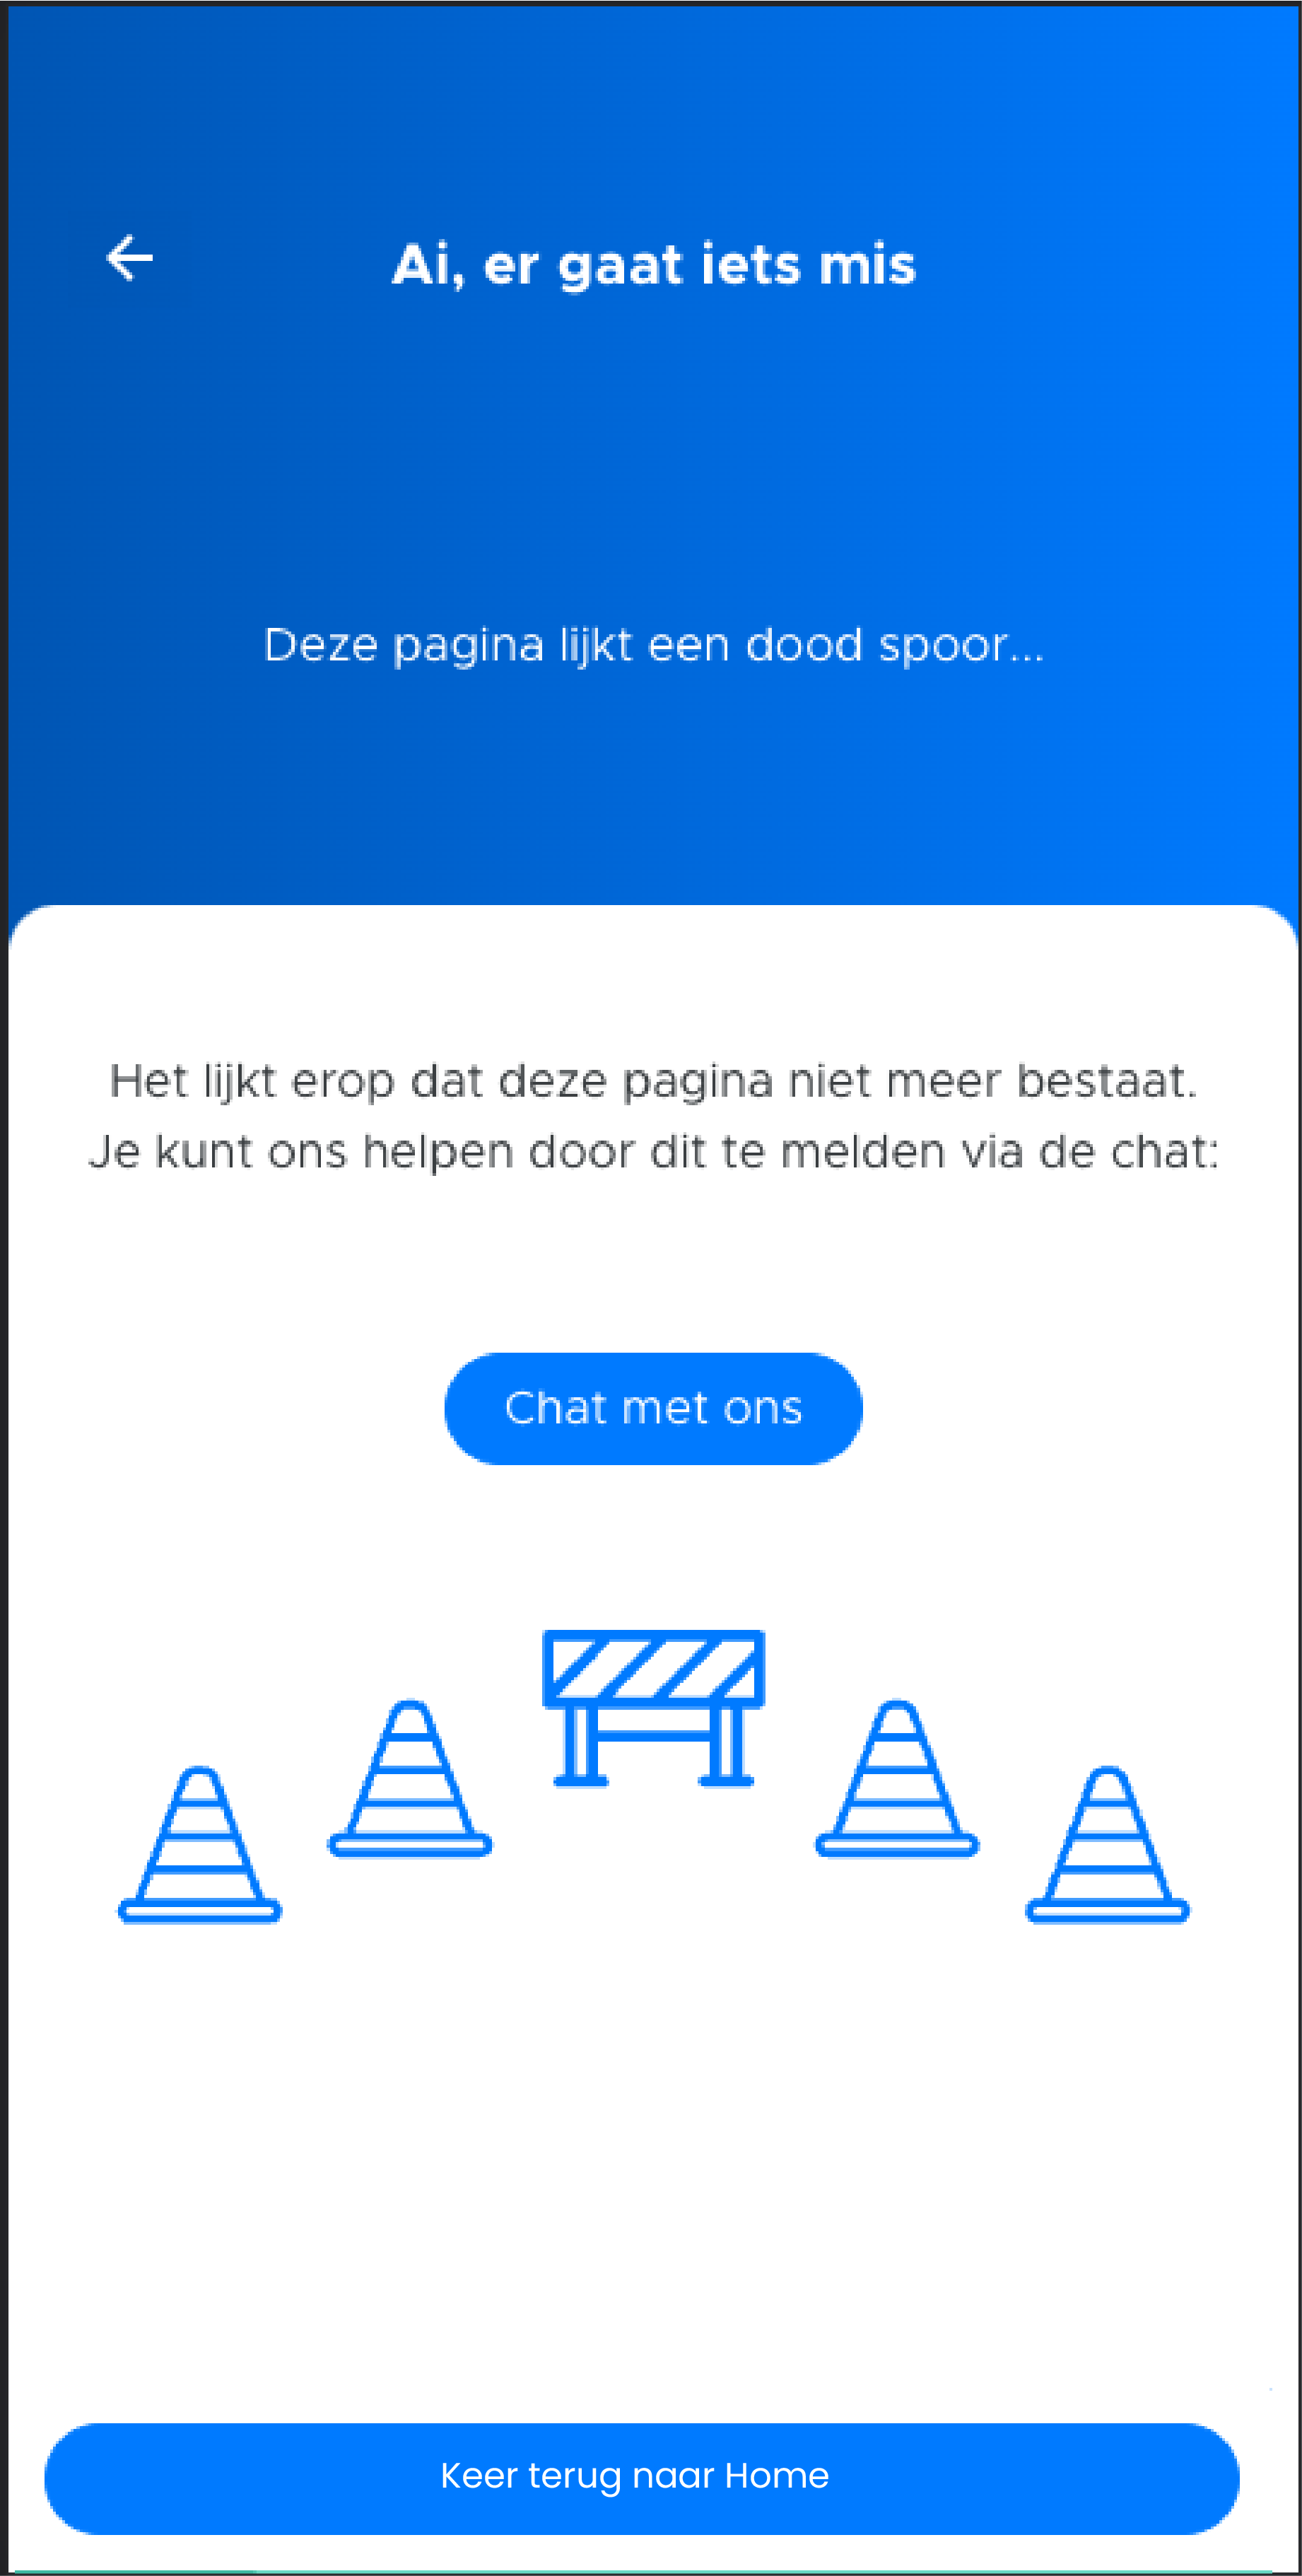 Ai, er gaat iets mis
Deze pagina lijkt een dood spoor...
Het lijkt erop dat deze pagina niet meer bestaat.
Je kunt ons helpen door dit te melden via de chat:
Chat met ons
Keer terug naar Home